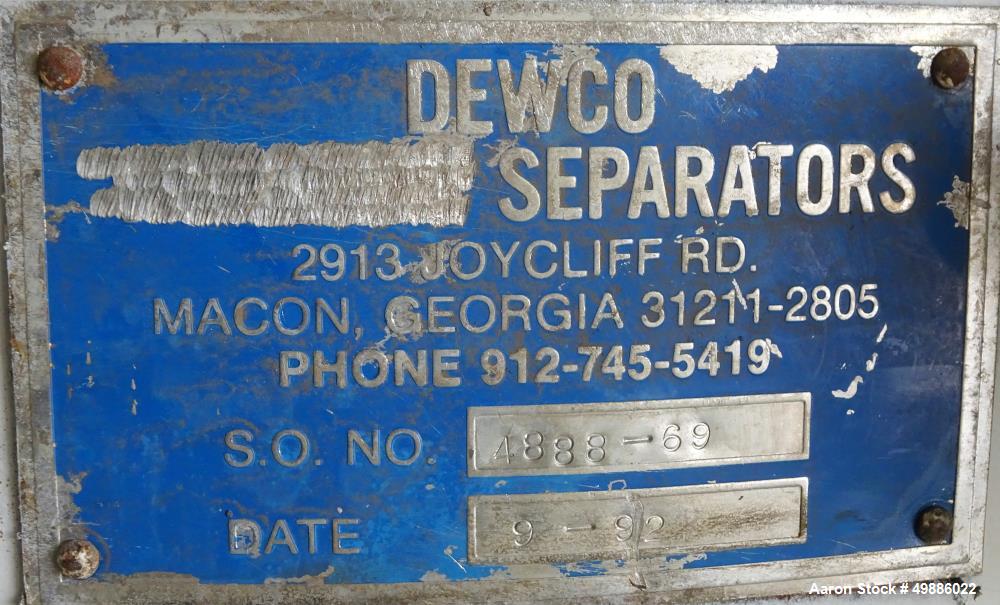 DEWCO
SEPARATORS
2913 JOYCLIFF RD.
MACON, GEORGIA 31211-2805
PHONE 912-745-5419
S.O. NO. 4888-69
DATE 9-92
Aaron Stock # 49886022